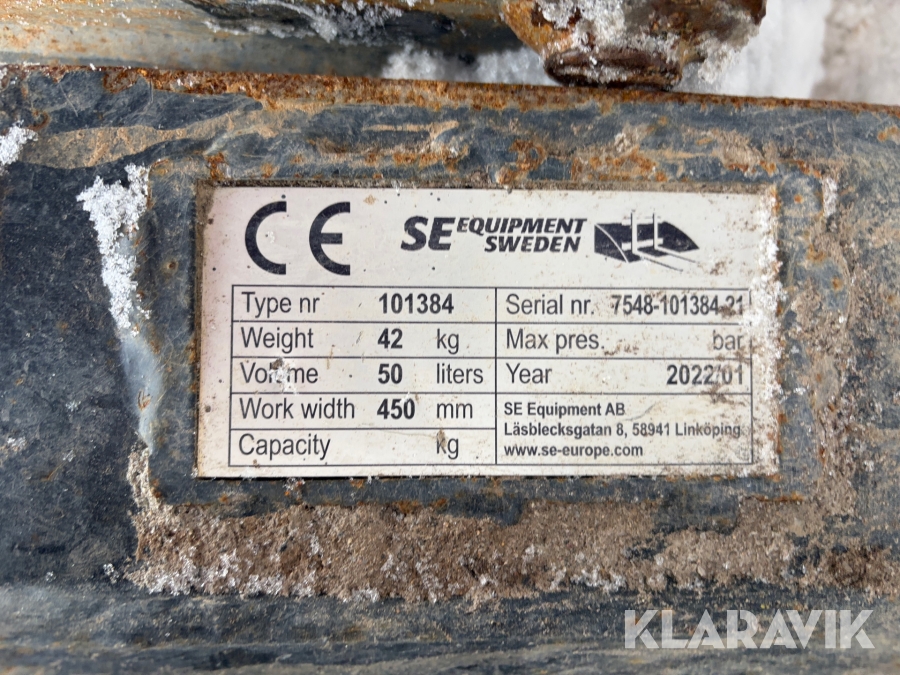 CE SE EQUIPMENT SWEDEN
Type nr 101384 Serial nr. 7548-101384-21
Weight 42 kg Max pres. bar
Volume 50 liters Year 2022/01
Work width 450 mm SE Equipment AB
Läsblecksgatan 8, 58941 Linköping
Capacity kg www.se-europe.com
KLARAVIK